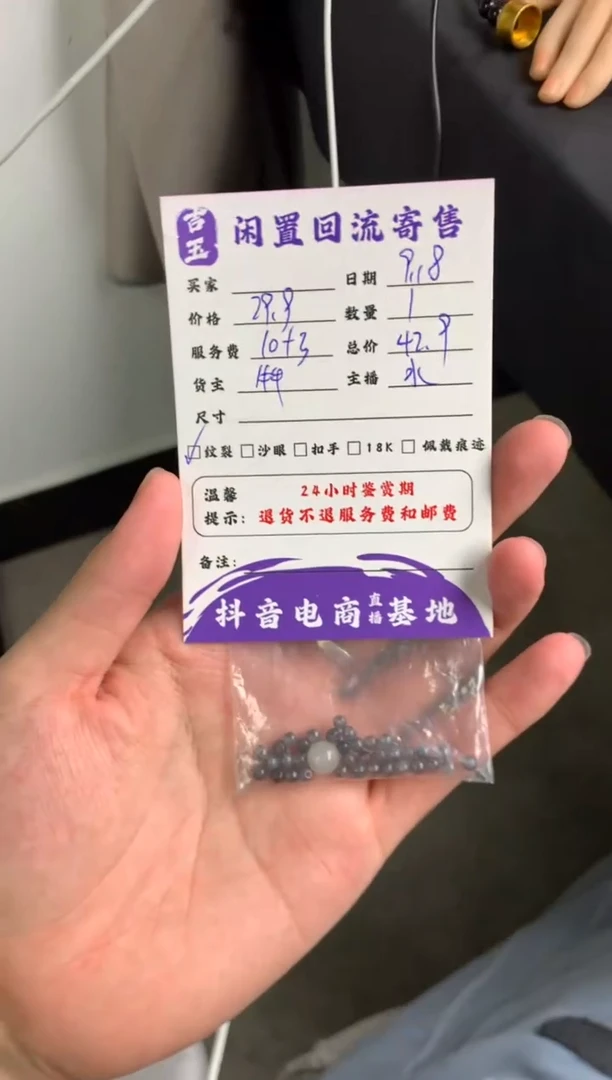 吉玉 闲置回流寄售
买家 日期 9.18
价格 29.9 数量 1
服务费 10+3 总价 42.9
货主 主播 水
尺寸
☑纹裂 □沙眼 □扣手 □18K □佩戴痕迹
温馨 24小时鉴赏期
提示：退货不退服务费和邮费
备注：
抖音电商直播基地